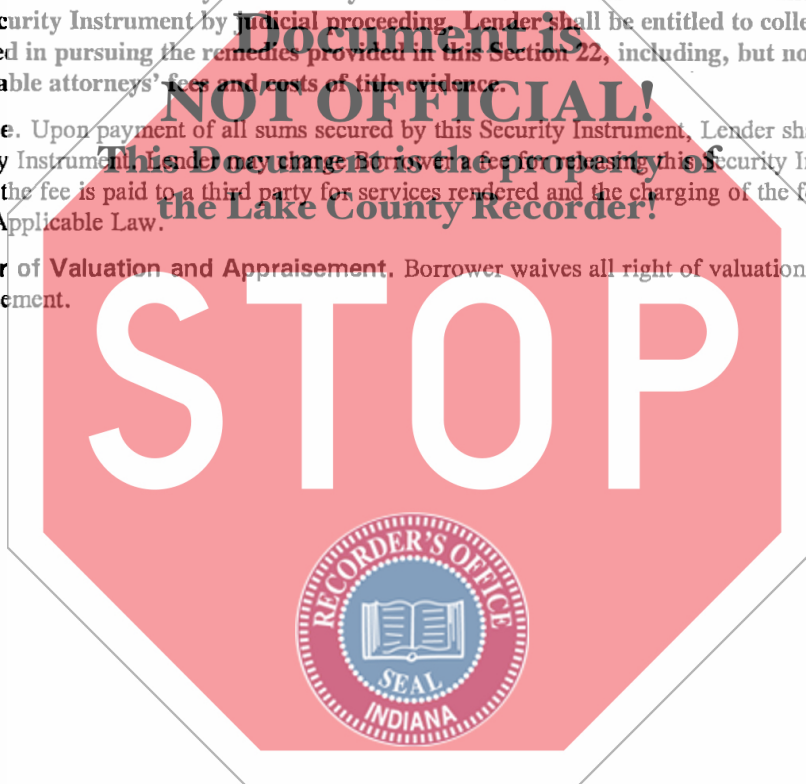 curity Instrument by judicial proceeding, Lender shall be entitled to colle
Document is
ed in pursuing the remedies provided in this Section 22, including, but no
able attorneys' fees and costs of title evidence.
NOT OFFICIAL!
e. Upon payment of all sums secured by this Security Instrument, Lender sh
y Instrument. Lender may charge Borrower a fee for releasing this Security I
This Document is the property of
the fee is paid to a third party for services rendered and the charging of the f
the Lake County Recorder!
Applicable Law.
r of Valuation and Appraisement. Borrower waives all right of valuation
ement.
STOP
RECORDER'S OFFICE
SEAL
INDIANA